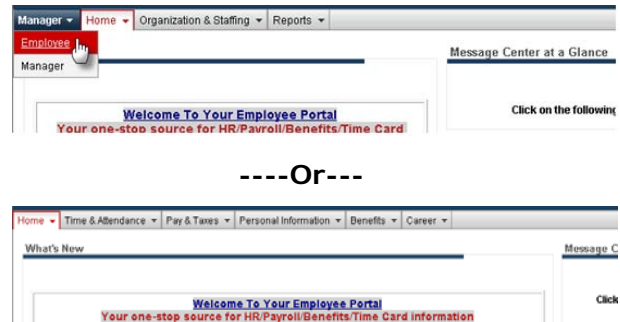 Manager Home Organization & Staffing Reports
Employee
Message Center at a Glance
Manager
Welcome To Your Employee Portal
Click on the following
Your one-stop source for HR/Payroll/Benefits/Time Card
----Or---
Home Time & Attendance Pay & Taxes Personal Information Benefits Career
What's New Message C
Welcome To Your Employee Portal
Click
Your one-stop source for HR/Payroll/Benefits/Time Card information